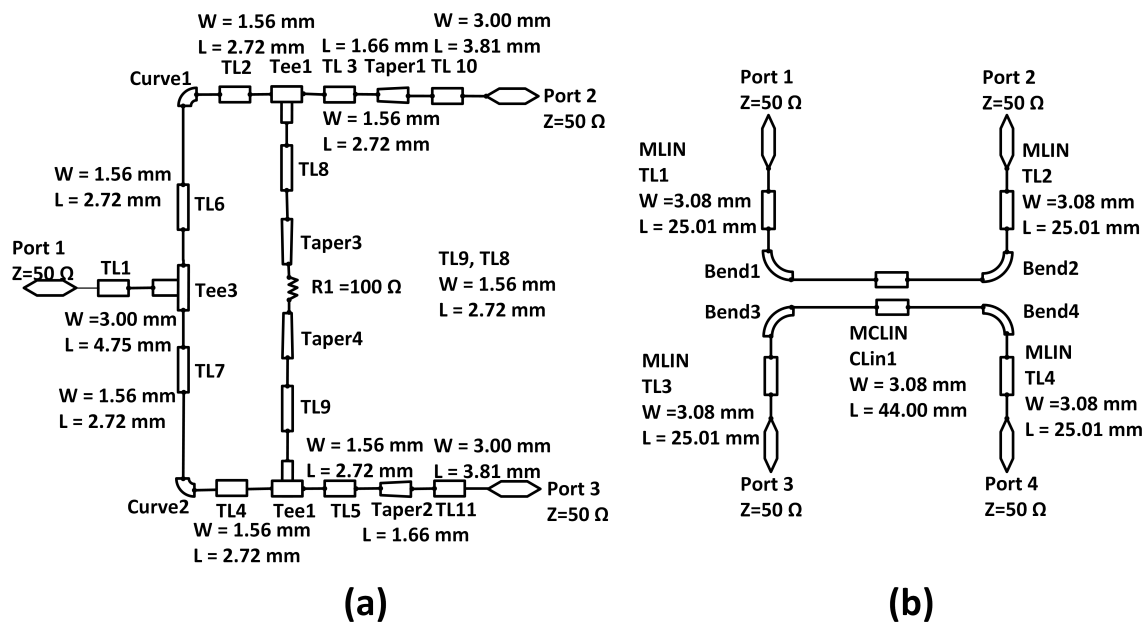 W = 1.56 mm
L = 2.72 mm
L = 1.66 mm
W = 3.00 mm
L = 3.81 mm
Curve1
TL2
Tee1
TL 3
Taper1
TL 10
Port 2
Z=50 Ω
W = 1.56 mm
L = 2.72 mm
TL8
W = 1.56 mm
L = 2.72 mm
TL6
Taper3
Port 1
Z=50 Ω
TL1
Tee3
R1 =100 Ω
TL9, TL8
W = 1.56 mm
L = 2.72 mm
W =3.00 mm
L = 4.75 mm
Taper4
TL7
W = 1.56 mm
L = 2.72 mm
TL9
W = 1.56 mm
L = 2.72 mm
W = 3.00 mm
L = 3.81 mm
Curve2
TL4
Tee1
TL5
Taper2
TL11
Port 3
Z=50 Ω
W = 1.56 mm
L = 2.72 mm
L = 1.66 mm
(a)
Port 1
Z=50 Ω
Port 2
Z=50 Ω
MLIN
TL1
W =3.08 mm
L = 25.01 mm
MLIN
TL2
W =3.08 mm
L = 25.01 mm
Bend1
Bend2
Bend3
Bend4
MCLIN
CLin1
W = 3.08 mm
L = 44.00 mm
MLIN
TL3
W =3.08 mm
L = 25.01 mm
MLIN
TL4
W =3.08 mm
L = 25.01 mm
Port 3
Z=50 Ω
Port 4
Z=50 Ω
(b)